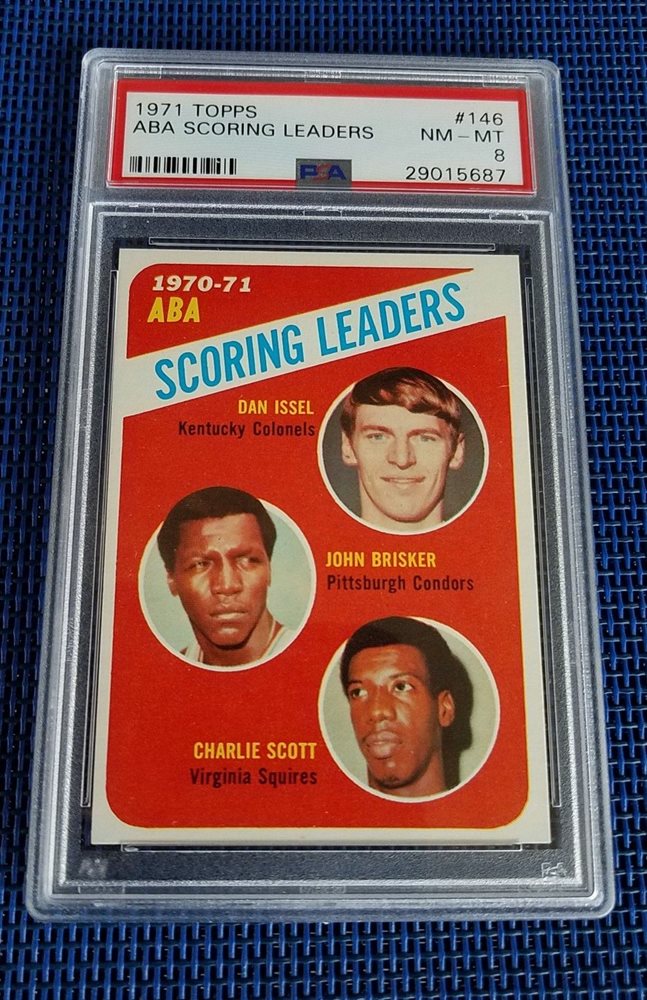 1971 TOPPS #146
ABA SCORING LEADERS NM - MT
8
PSA 29015687
1970-71
ABA
SCORING LEADERS
DAN ISSEL
Kentucky Colonels
JOHN BRISKER
Pittsburgh Condors
CHARLIE SCOTT
Virginia Squires